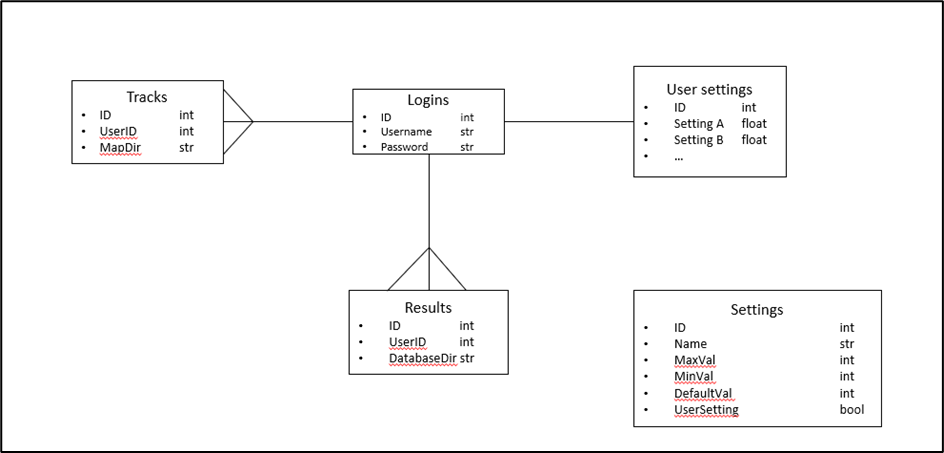 Tracks
• ID int
• UserID int
• MapDir str
Logins
• ID int
• Username str
• Password str
User settings
• ID int
• Setting A float
• Setting B float
• ...
Results
• ID int
• UserID int
• DatabaseDir str
Settings
• ID int
• Name str
• MaxVal int
• MinVal int
• DefaultVal int
• UserSetting bool